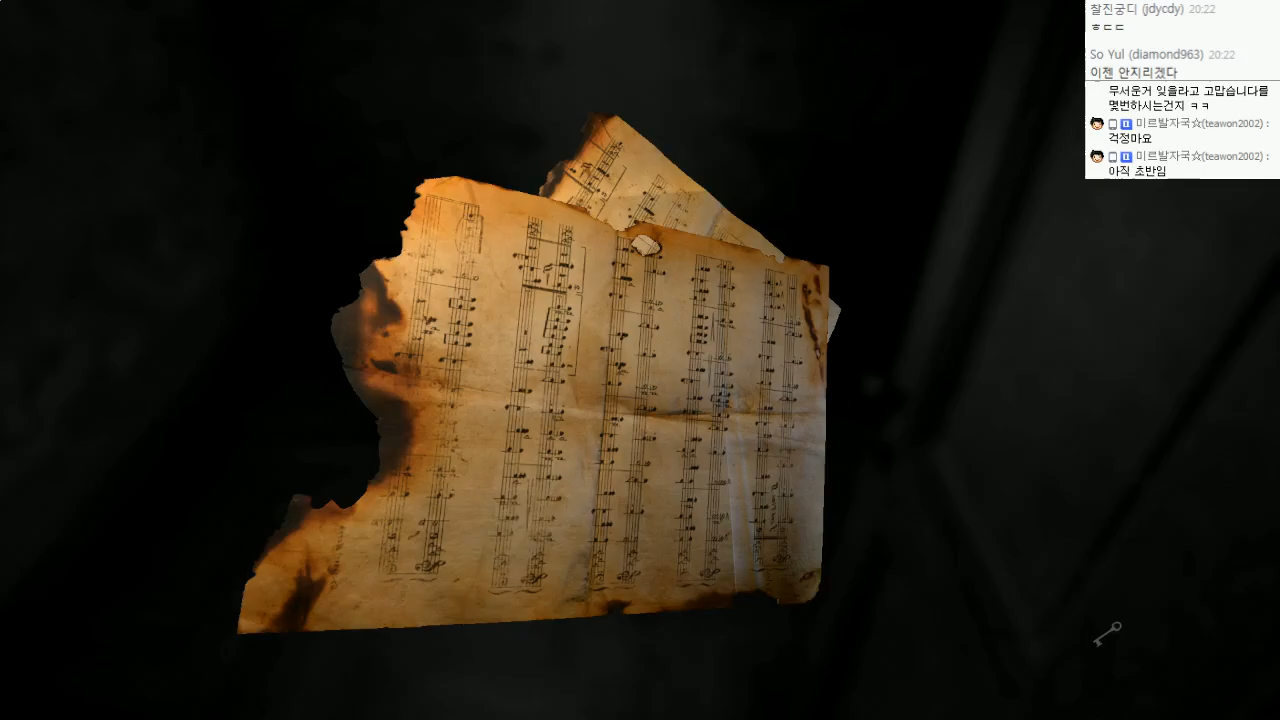 찰진궁디 (jdycdy) 20:22
ㅎㄷㄷ
So Yul (diamond963) 20:22
이젠 안지리겠다
무서운거 잊을라고 고맙습니다를
몇번하시는건지 ㅋㅋ
미르발자국☆(teawon2002) :
걱정마요
미르발자국☆(teawon2002) :
아직 초반임